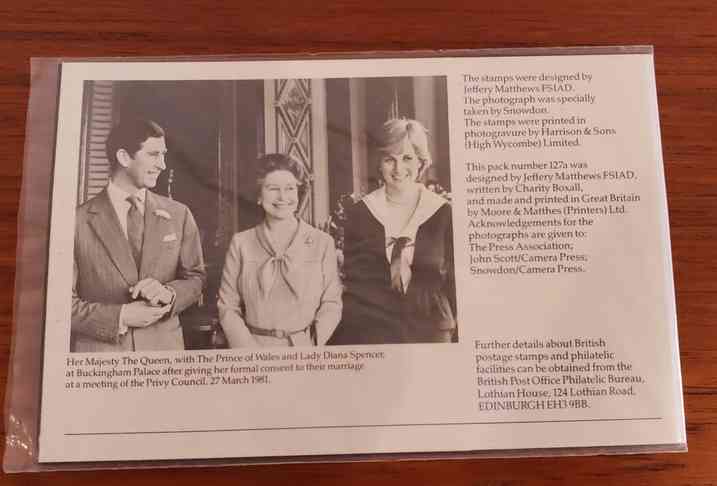 The stamps were designed by
Jeffery Matthews FSIAD.
The photograph was specially
taken by Snowdon.
The stamps were printed in
photogravure by Harrison & Sons
(High Wycombe) Limited.
This pack number 127a was
designed by Jeffery Matthews FSIAD,
written by Charity Boxall,
and made and printed in Great Britain
by Moore & Matthes (Printers) Ltd.
Acknowledgements for the
photographs are given to:
The Press Association;
John Scott/Camera Press;
Snowdon/Camera Press.
Her Majesty The Queen, with The Prince of Wales and Lady Diana Spencer,
at Buckingham Palace after giving her formal consent to their marriage
at a meeting of the Privy Council, 27 March 1981.
Further details about British
postage stamps and philatelic
facilities can be obtained from the
British Post Office Philatelic Bureau,
Lothian House, 124 Lothian Road,
EDINBURGH EH3 9BB.